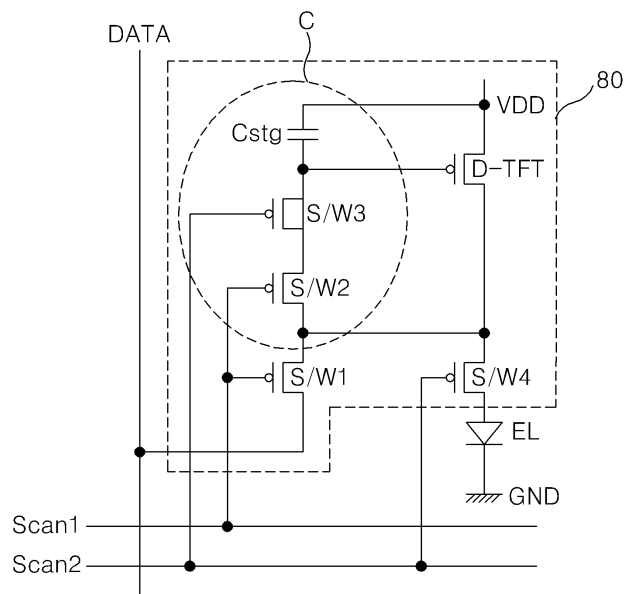 C
DATA
80
VDD
Cstg
D-TFT
S/W3
S/W2
S/W1
S/W4
EL
GND
Scan1
Scan2